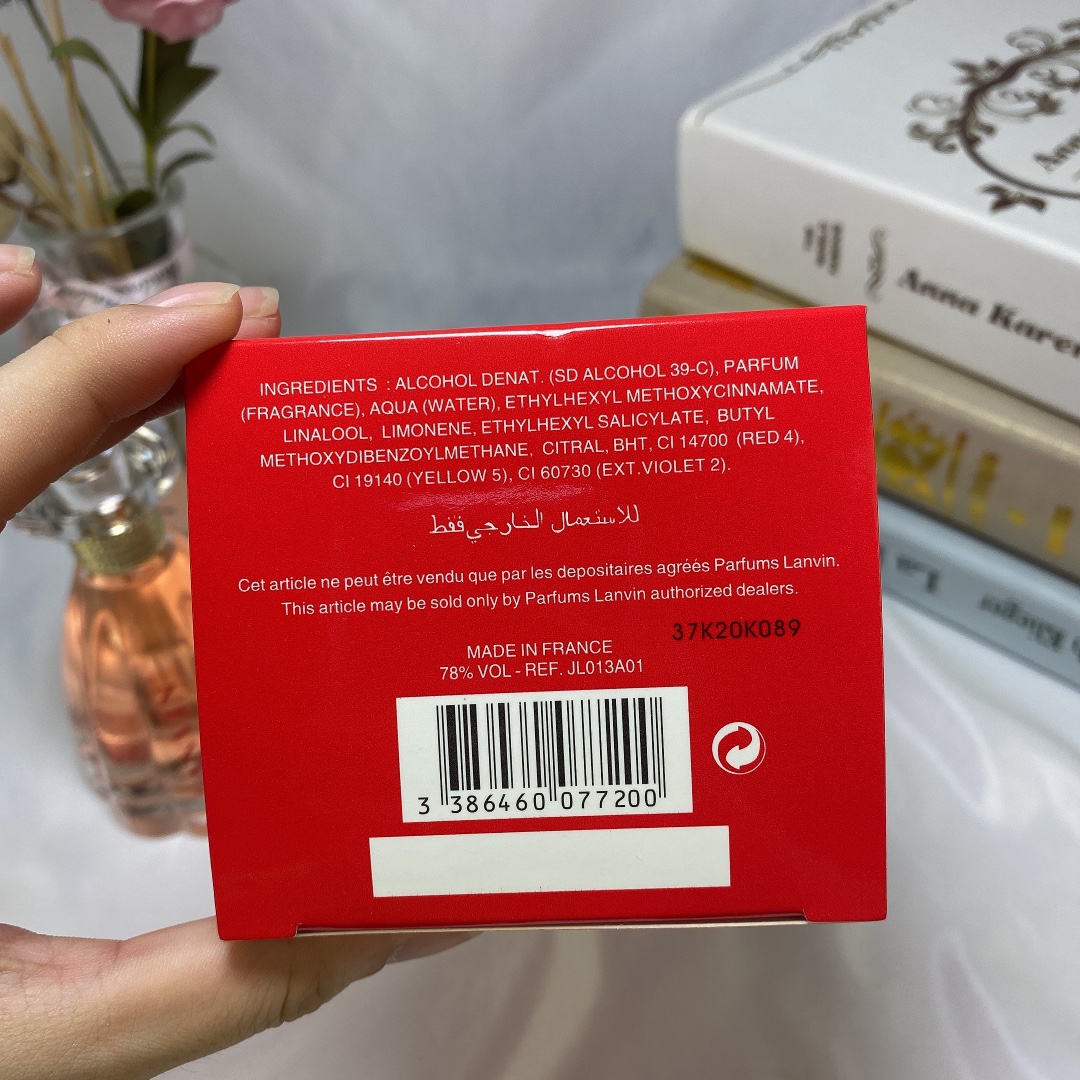 INGREDIENTS : ALCOHOL DENAT. (SD ALCOHOL 39-C), PARFUM
(FRAGRANCE), AQUA (WATER), ETHYLHEXYL METHOXYCINNAMATE,
LINALOOL, LIMONENE, ETHYLHEXYL SALICYLATE, BUTYL
METHOXYDIBENZOYLMETHANE, CITRAL, BHT, CI 14700 (RED 4),
CI 19140 (YELLOW 5), CI 60730 (EXT.VIOLET 2).
للاستعمال الخارجي فقط
Cet article ne peut être vendu que par les depositaires agréés Parfums Lanvin.
This article may be sold only by Parfums Lanvin authorized dealers.
37K20K089
MADE IN FRANCE
78% VOL - REF. JL013A01
3 386460 077200
Anna Karen